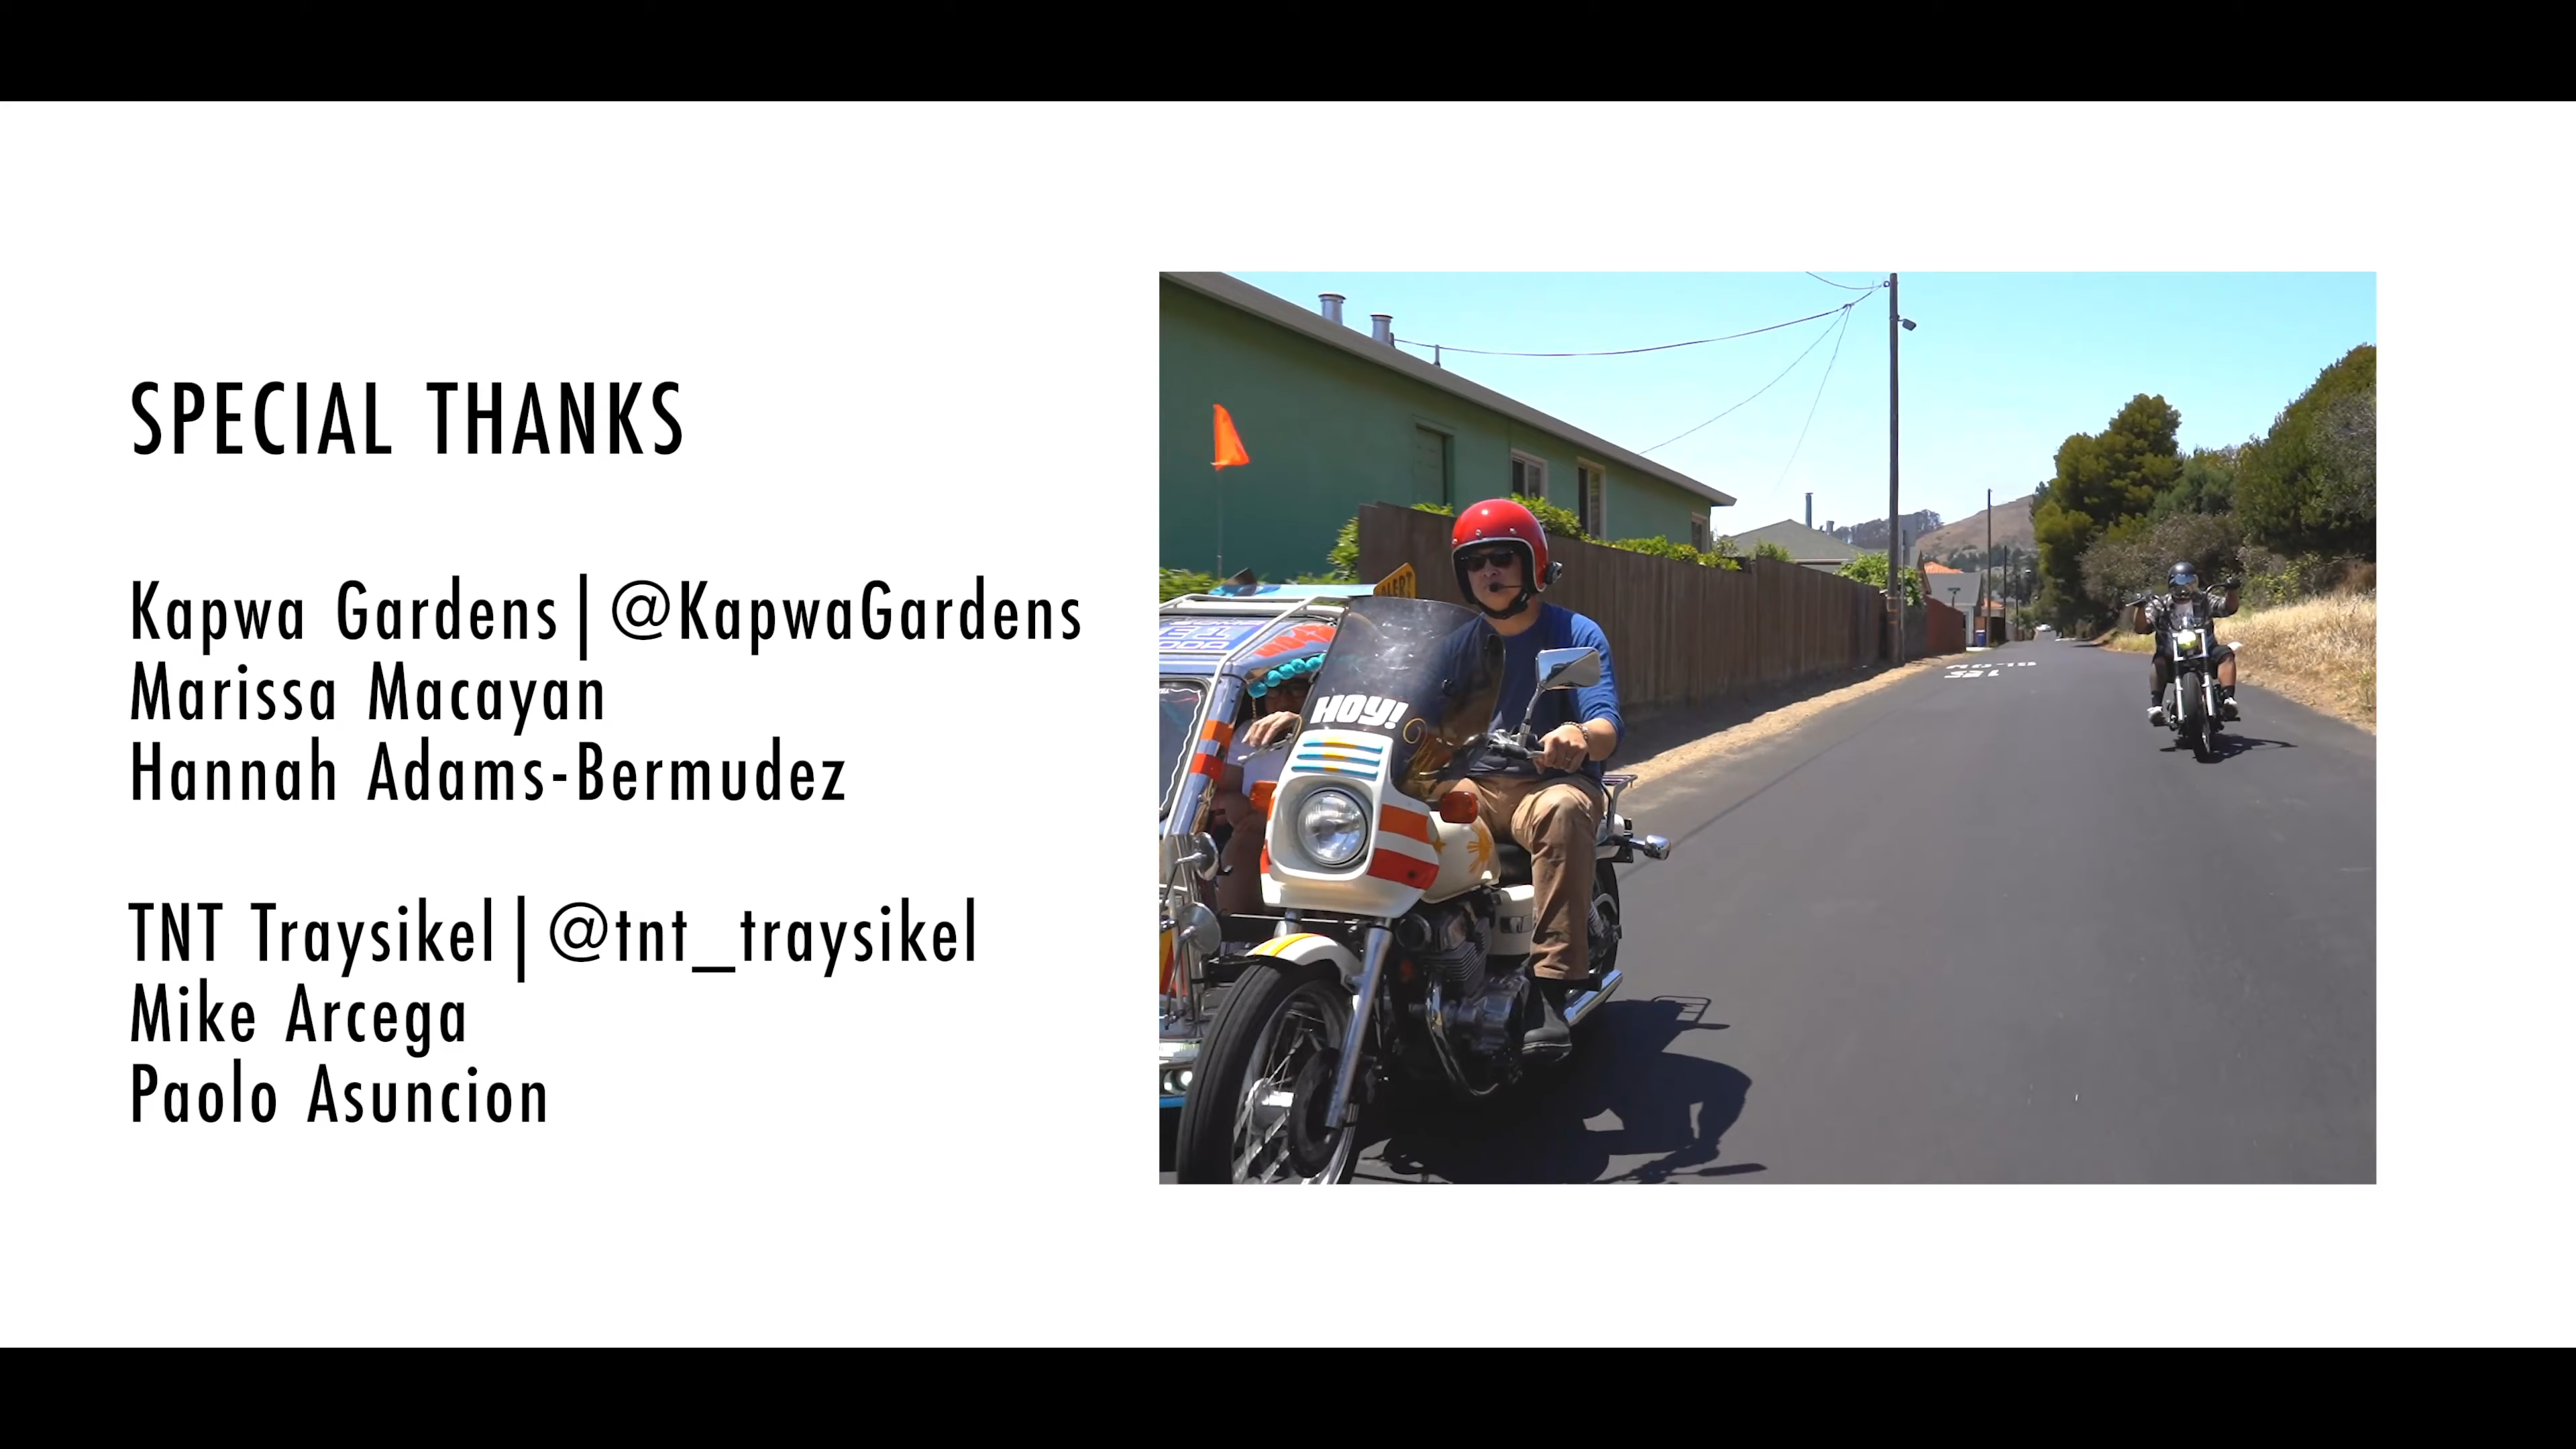 SPECIAL THANKS
Kapwa Gardens|@KapwaGardens
Marissa Macayan
Hannah Adams-Bermudez
TNT Traysikel|@tnt_traysikel
Mike Arcega
Paolo Asuncion
HOY!